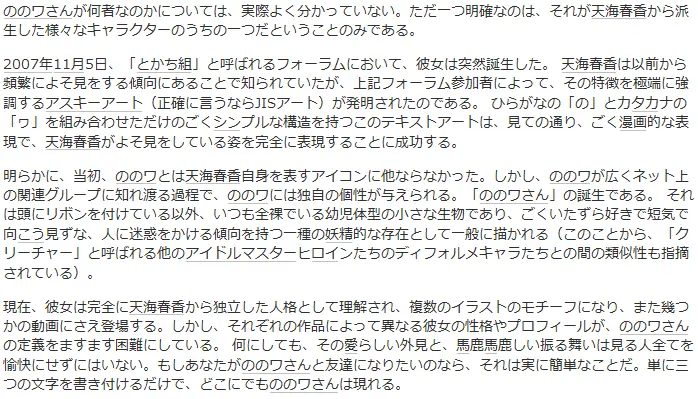 ののワさんが何者なのかについては、実際よく分かっていない。ただ一つ明確なのは、それが天海春香から派
生した様々なキャラクターのうちの一つだということのみである。
2007年11月5日、「とかち組」と呼ばれるフォーラムにおいて、彼女は突然誕生した。 天海春香は以前から
頻繁によそ見をする傾向にあることで知られていたが、上記フォーラム参加者によって、その特徴を極端に強
調するアスキーアート（正確に言うならJISアート）が発明されたのである。 ひらがなの「の」とカタカナの
「ヮ」を組み合わせただけのごくシンプルな構造を持つこのテキストアートは、見ての通り、ごく漫画的な表
現で、天海春香がよそ見をしている姿を完全に表現することに成功する。
明らかに、当初、ののワとは天海春香自身を表すアイコンに他ならなかった。しかし、ののワが広くネット上
の関連グループに知れ渡る過程で、ののワには独自の個性が与えられる。「ののワさん」の誕生である。 それ
は頭にリボンを付けている以外、いつも全裸でいる幼児体型の小さな生物であり、ごくいたずら好きで短気で
向こう見ずな、人に迷惑をかける傾向を持つ一種の妖精的な存在として一般に描かれる（このことから、「ク
リーチャー」と呼ばれる他のアイドルマスターヒロインたちのディフォルメキャラたちとの間の類似性も指摘
されている）。
現在、彼女は完全に天海春香から独立した人格として理解され、複数のイラストのモチーフになり、また幾つ
かの動画にさえ登場する。しかし、それぞれの作品によって異なる彼女の性格やプロフィールが、ののワさん
の定義をますます困難にしている。 何にしても、その愛らしい外見と、馬鹿馬鹿しい振る舞いは見る人全てを
愉快にせずにはいない。もしあなたがののワさんと友達になりたいのなら、それは実に簡単なことだ。単に三
つの文字を書き付けるだけで、どこにでもののワさんは現れる。